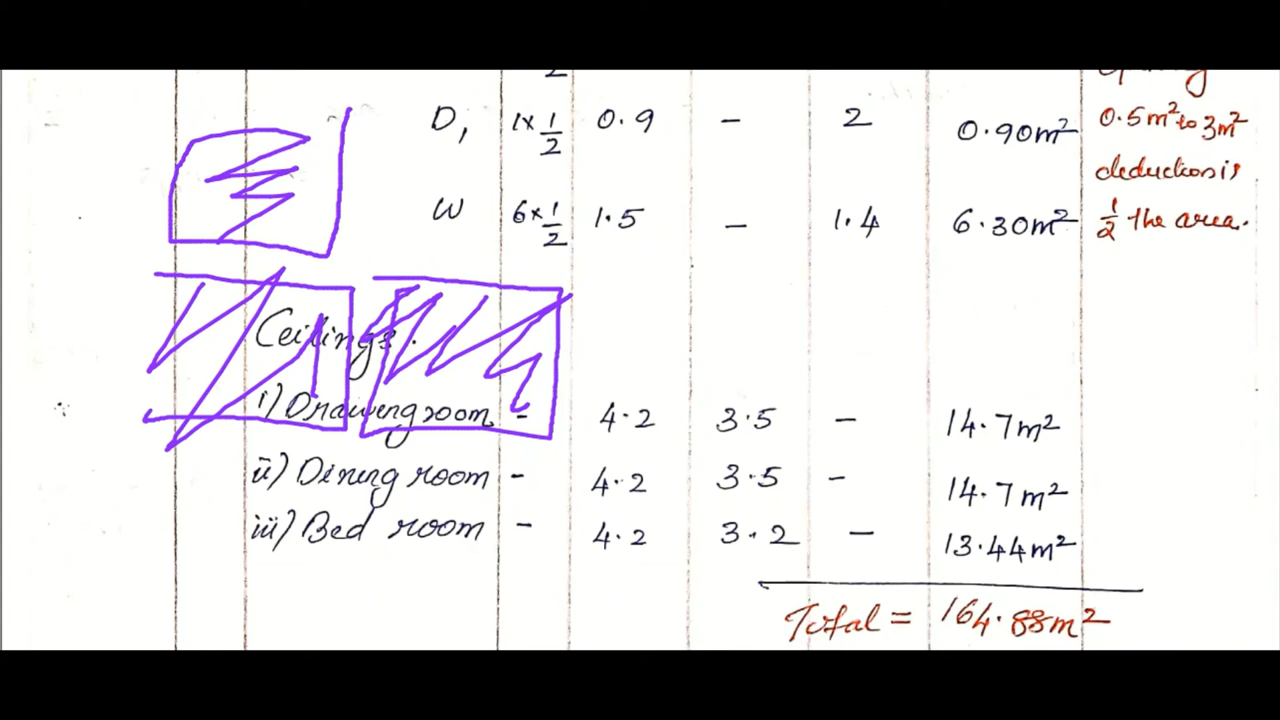 D, 1x 1/2 0.9 - 2 0.90m² 0.5m² to 3m²
deduction is
W 6x 1/2 1.5 - 1.4 6.30m² 1/2 the area.
Ceilings.
i) Drawing room - 4.2 3.5 - 14.7m²
ii) Dining room - 4.2 3.5 - 14.7m²
iii) Bed room - 4.2 3.2 - 13.44m²
Total = 164.88m²